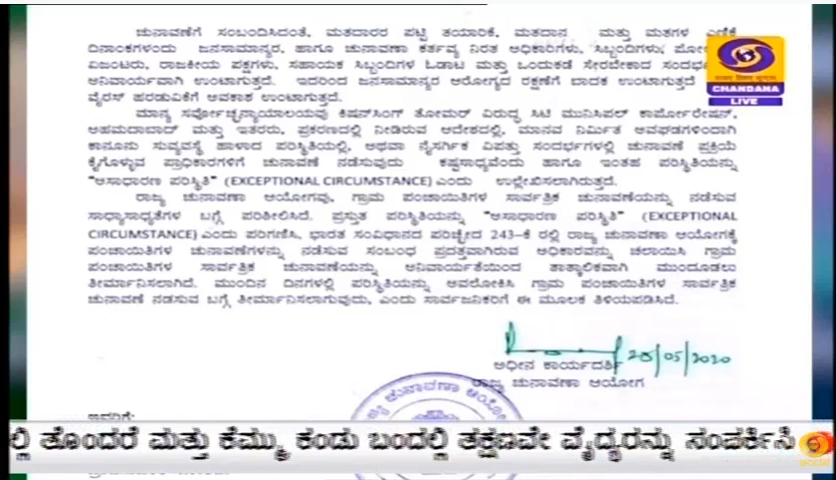 ಚುನಾವಣೆಗೆ ಸಂಬಂದಿಸಿದಂತೆ, ಮತದಾರರ ಪಟ್ಟಿ ತಯಾರಿಕೆ, ಮತದಾನ ಮತ್ತು ಮತಗಳ ಎಣಿಕೆ
ದಿನಾಂಕಗಳಂದು ಜನಸಾಮಾನ್ಯರ, ಹಾಗೂ ಚುನಾವಣಾ ಕರ್ತವ್ಯ ನಿರತ ಅಧಿಕಾರಿಗಳು, ಸಿಬ್ಬಂದಿಗಳು,
ಏಜಂಟರು, ರಾಜಕೀಯ ಪಕ್ಷಗಳು, ಸಹಾಯಕ ಸಿಬ್ಬಂದಿಗಳ ಓಡಾಟ ಮತ್ತು ಒಂದುಕಡೆ ಸೇರಬೇಕಾದ
ಅನಿವಾರ್ಯವಾಗಿ ಉಂಟಾಗುತ್ತದೆ. ಇದರಿಂದ ಜನಸಾಮಾನ್ಯರ ಆರೋಗ್ಯದ ರಕ್ಷಣೆಗೆ ಬಾದಕ ಉಂಟಾಗುತ್ತದೆ
ವೈರಸ್ ಹರಡುವಿಕೆಗೆ ಅವಕಾಶ ಉಂಟಾಗುತ್ತದೆ.
ಮಾನ್ಯ ಸರ್ವೋಚ್ಚನ್ಯಾಯಾಲಯವು ಕಿಷನ್‌ಸಿಂಗ್ ತೋಮರ್ ವಿರುದ್ಧ ಸಿಟಿ ಮುನಿಸಿಪಲ್ ಕಾರ್ಪೋರೇಷನ್,
ಅಹಮದಾಬಾದ್ ಮತ್ತು ಇತರರು, ಪ್ರಕರಣದಲ್ಲಿ ನೀಡಿರುವ ಆದೇಶದಲ್ಲಿ, ಮಾನವ ನಿರ್ಮಿತ ಅವಘಡಗಳಿಂದಾಗಿ
ಕಾನೂನು ಸುವ್ಯವಸ್ಥೆ ಹಾಳಾದ ಪರಿಸ್ಥಿತಿಯಲ್ಲಿ, ಅಥವಾ ನೈಸರ್ಗಿಕ ವಿಪತ್ತು ಸಂದರ್ಭಗಳಲ್ಲಿ ಚುನಾವಣೆ ಪ್ರಕ್ರಿಯೆ
ಕೈಗೊಳ್ಳುವ ಪ್ರಾಧಿಕಾರಗಳಿಗೆ ಚುನಾವಣೆ ನಡೆಸುವುದು ಕಷ್ಟಸಾಧ್ಯವೆಂದು ಹಾಗೂ ಇಂತಹ ಪರಿಸ್ಥಿತಿಯನ್ನು
"ಅಸಾಧಾರಣ ಪರಿಸ್ಥಿತಿ" (EXCEPTIONAL CIRCUMSTANCE) ಎಂದು ಉಲ್ಲೇಖಿಸಲಾಗಿರುತ್ತದೆ.
ರಾಜ್ಯ ಚುನಾವಣಾ ಆಯೋಗವು, ಗ್ರಾಮ ಪಂಚಾಯಿತಿಗಳ ಸಾರ್ವತ್ರಿಕ ಚುನಾವಣೆಯನ್ನು ನಡೆಸುವ
ಸಾಧ್ಯಾಸಾಧ್ಯತೆಗಳ ಬಗ್ಗೆ ಪರಿಶೀಲಿಸಿದೆ. ಪ್ರಸ್ತುತ ಪರಿಸ್ಥಿತಿಯನ್ನು "ಅಸಾಧಾರಣ ಪರಿಸ್ಥಿತಿ" (EXCEPTIONAL
CIRCUMSTANCE) ಎಂದು ಪರಿಗಣಿಸಿ, ಭಾರತ ಸಂವಿಧಾನದ ಪರಿಚ್ಛೇದ 243-ಕೆ ರಲ್ಲಿ ರಾಜ್ಯ ಚುನಾವಣಾ ಆಯೋಗಕ್ಕೆ
ಪಂಚಾಯಿತಿಗಳ ಚುನಾವಣೆಗಳನ್ನು ನಡೆಸುವ ಸಂಬಂಧ ಪ್ರದತ್ತವಾಗಿರುವ ಅಧಿಕಾರವನ್ನು ಚಲಾಯಿಸಿ ಗ್ರಾಮ
ಪಂಚಾಯಿತಿಗಳ ಸಾರ್ವತ್ರಿಕ ಚುನಾವಣೆಯನ್ನು ಅನಿವಾರ್ಯತೆಯಿಂದ ತಾತ್ಕಾಲಿಕವಾಗಿ ಮುಂದೂಡಲು
ತೀರ್ಮಾನಿಸಲಾಗಿದೆ. ಮುಂದಿನ ದಿನಗಳಲ್ಲಿ ಪರಿಸ್ಥಿತಿಯನ್ನು ಅವಲೋಕಿಸಿ ಗ್ರಾಮ ಪಂಚಾಯಿತಿಗಳ ಸಾರ್ವತ್ರಿಕ
ಚುನಾವಣೆ ನಡೆಸುವ ಬಗ್ಗೆ ತೀರ್ಮಾನಿಸಲಾಗುವುದು, ಎಂದು ಸಾರ್ವಜನಿಕರಿಗೆ ಈ ಮೂಲಕ ತಿಳಿಯಪಡಿಸಿದೆ.
CHANDANA
LIVE
28/05/2020
ಅಧೀನ ಕಾರ್ಯದರ್ಶಿ
ರಾಜ್ಯ ಚುನಾವಣಾ ಆಯೋಗ
ರಾಜ್ಯ ಚುನಾವಣಾ ಆಯೋಗ
ಲ್ಲಿ ತೊಂದರೆ ಮತ್ತು ಕೆಮ್ಮು ಕಂಡು ಬಂದಲ್ಲಿ ತಕ್ಷಣವೇ ವೈದ್ಯರನ್ನು ಸಂಪರ್ಕಿಸಿ